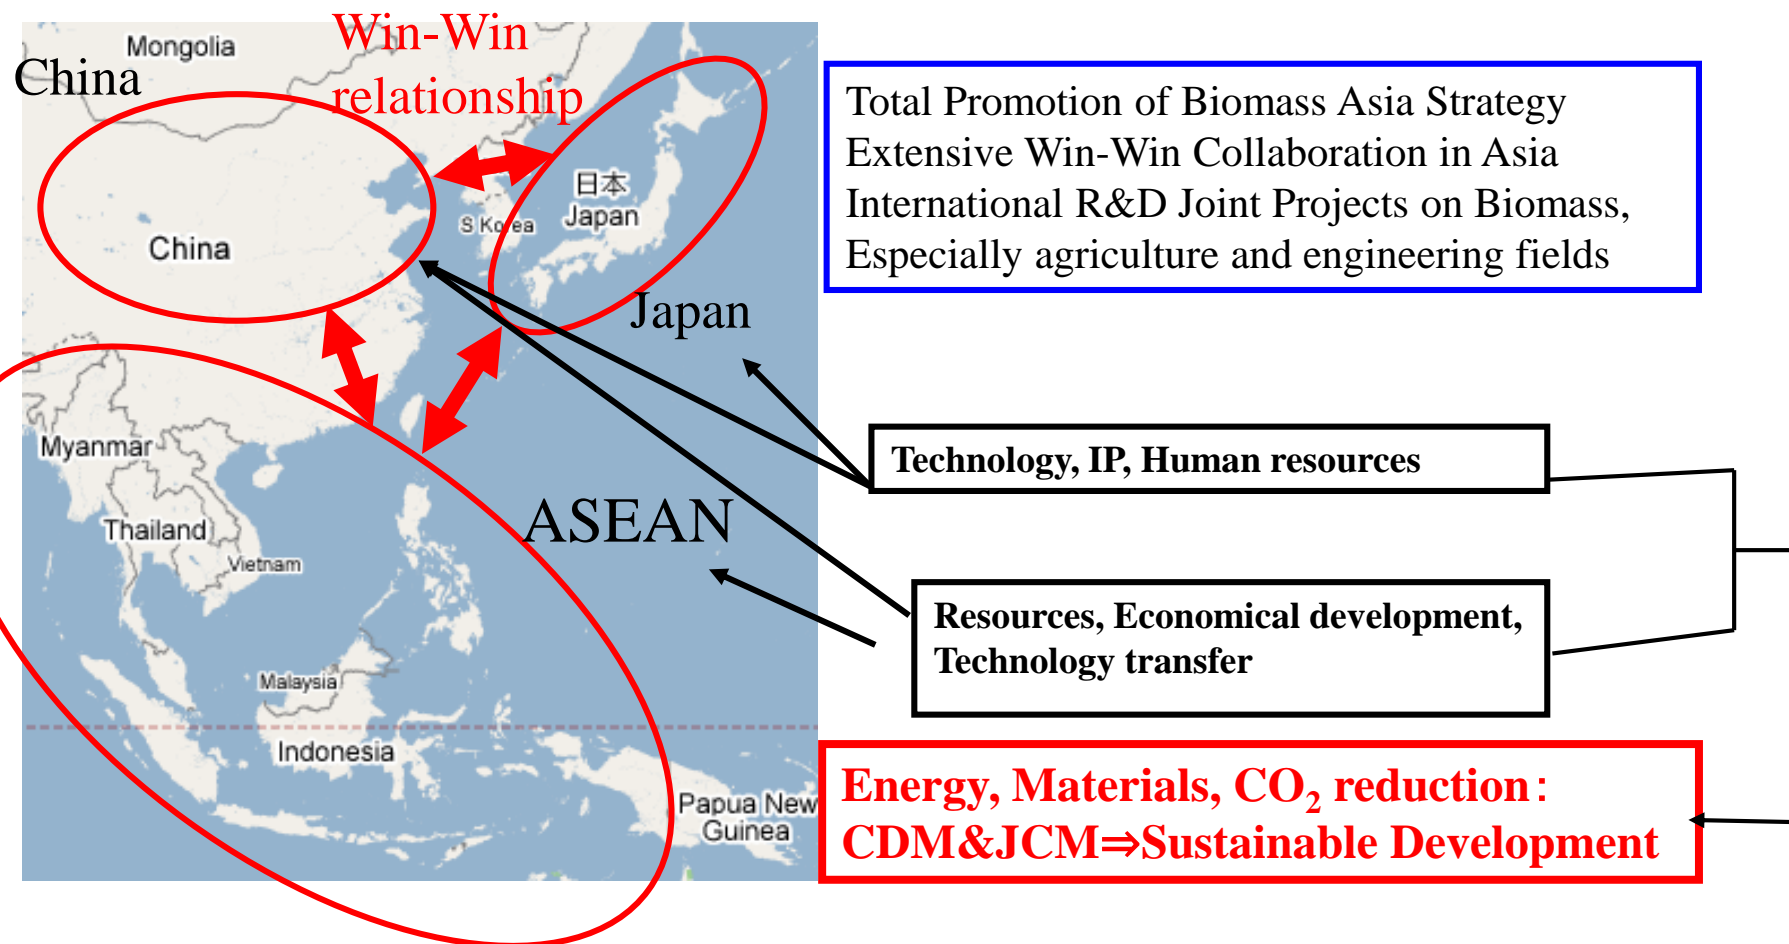 Win-Win
relationship
Mongolia
China
China
日本
Japan
S Korea
Japan
Total Promotion of Biomass Asia Strategy
Extensive Win-Win Collaboration in Asia
International R&D Joint Projects on Biomass,
Especially agriculture and engineering fields
Myanmar
Thailand
Vietnam
ASEAN
Malaysia
Indonesia
Papua New
Guinea
Technology, IP, Human resources
Resources, Economical development,
Technology transfer
Energy, Materials, CO₂ reduction：
CDM&JCM⇒Sustainable Development